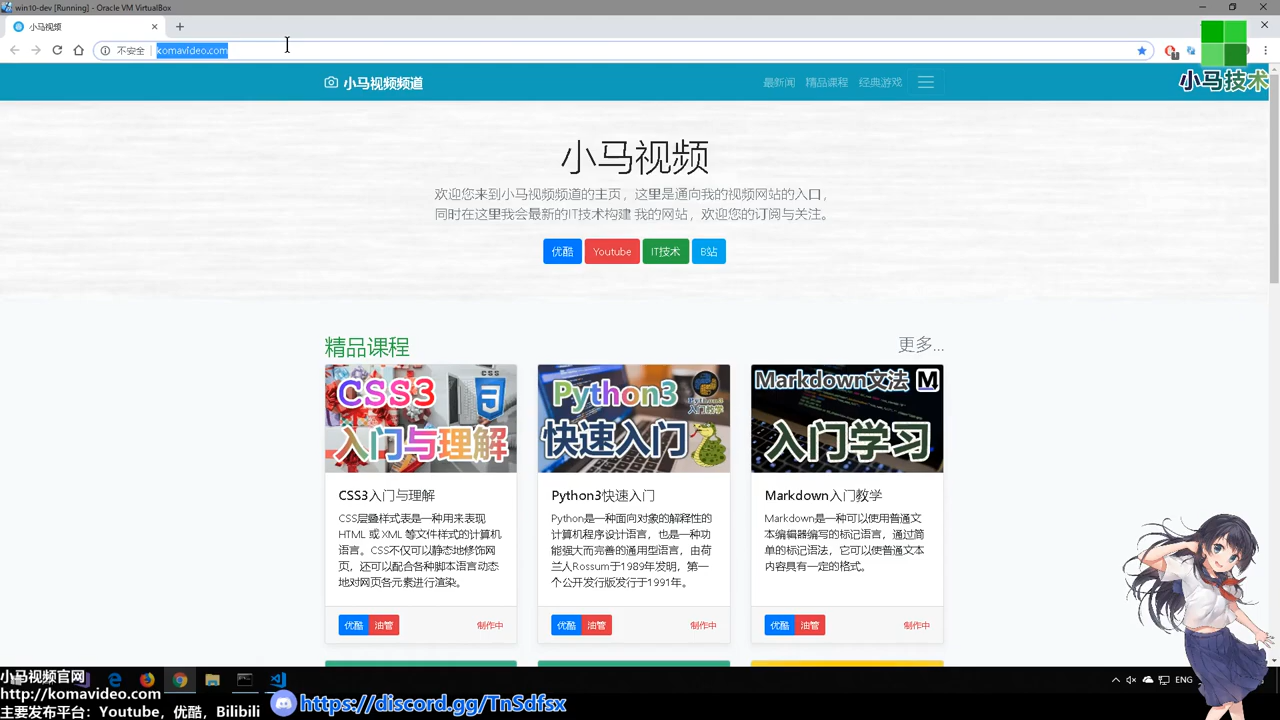 win10-dev [Running] - Oracle VM VirtualBox
小马视频
不安全
komavideo.com
小马技术
小马视频频道
最新闻
精品课程
经典游戏
小马视频
欢迎您来到小马视频频道的主页，这里是通向我的视频网站的入口，
同时在这里我会最新的IT技术构建 我的网站，欢迎您的订阅与关注。
优酷
Youtube
IT技术
B站
精品课程
更多...
CSS3
入门与理解
CSS
Python3
快速入门
Markdown文法
M
入门学习
CSS3入门与理解
CSS层叠样式表是一种用来表现
HTML 或 XML 等文件样式的计算机
语言。CSS不仅可以静态地修饰网
页，还可以配合各种脚本语言动态
地对网页各元素进行渲染。
优酷 油管
制作中
Python3快速入门
Python是一种面向对象的解释性的
计算机程序设计语言，也是一种功
能强大而完善的通用型语言，由荷
兰人Rossum于1989年发明，第一
个公开发行版发行于1991年。
优酷 油管
制作中
Markdown入门教学
Markdown是一种可以使用普通文
本编辑器编写的标记语言，通过简
单的标记语法，它可以使普通文本
内容具有一定的格式。
优酷 油管
制作中
小马视频官网
http://komavideo.com
主要发布平台：Youtube，优酷，Bilibili
https://discord.gg/TnSdfsx
ENG